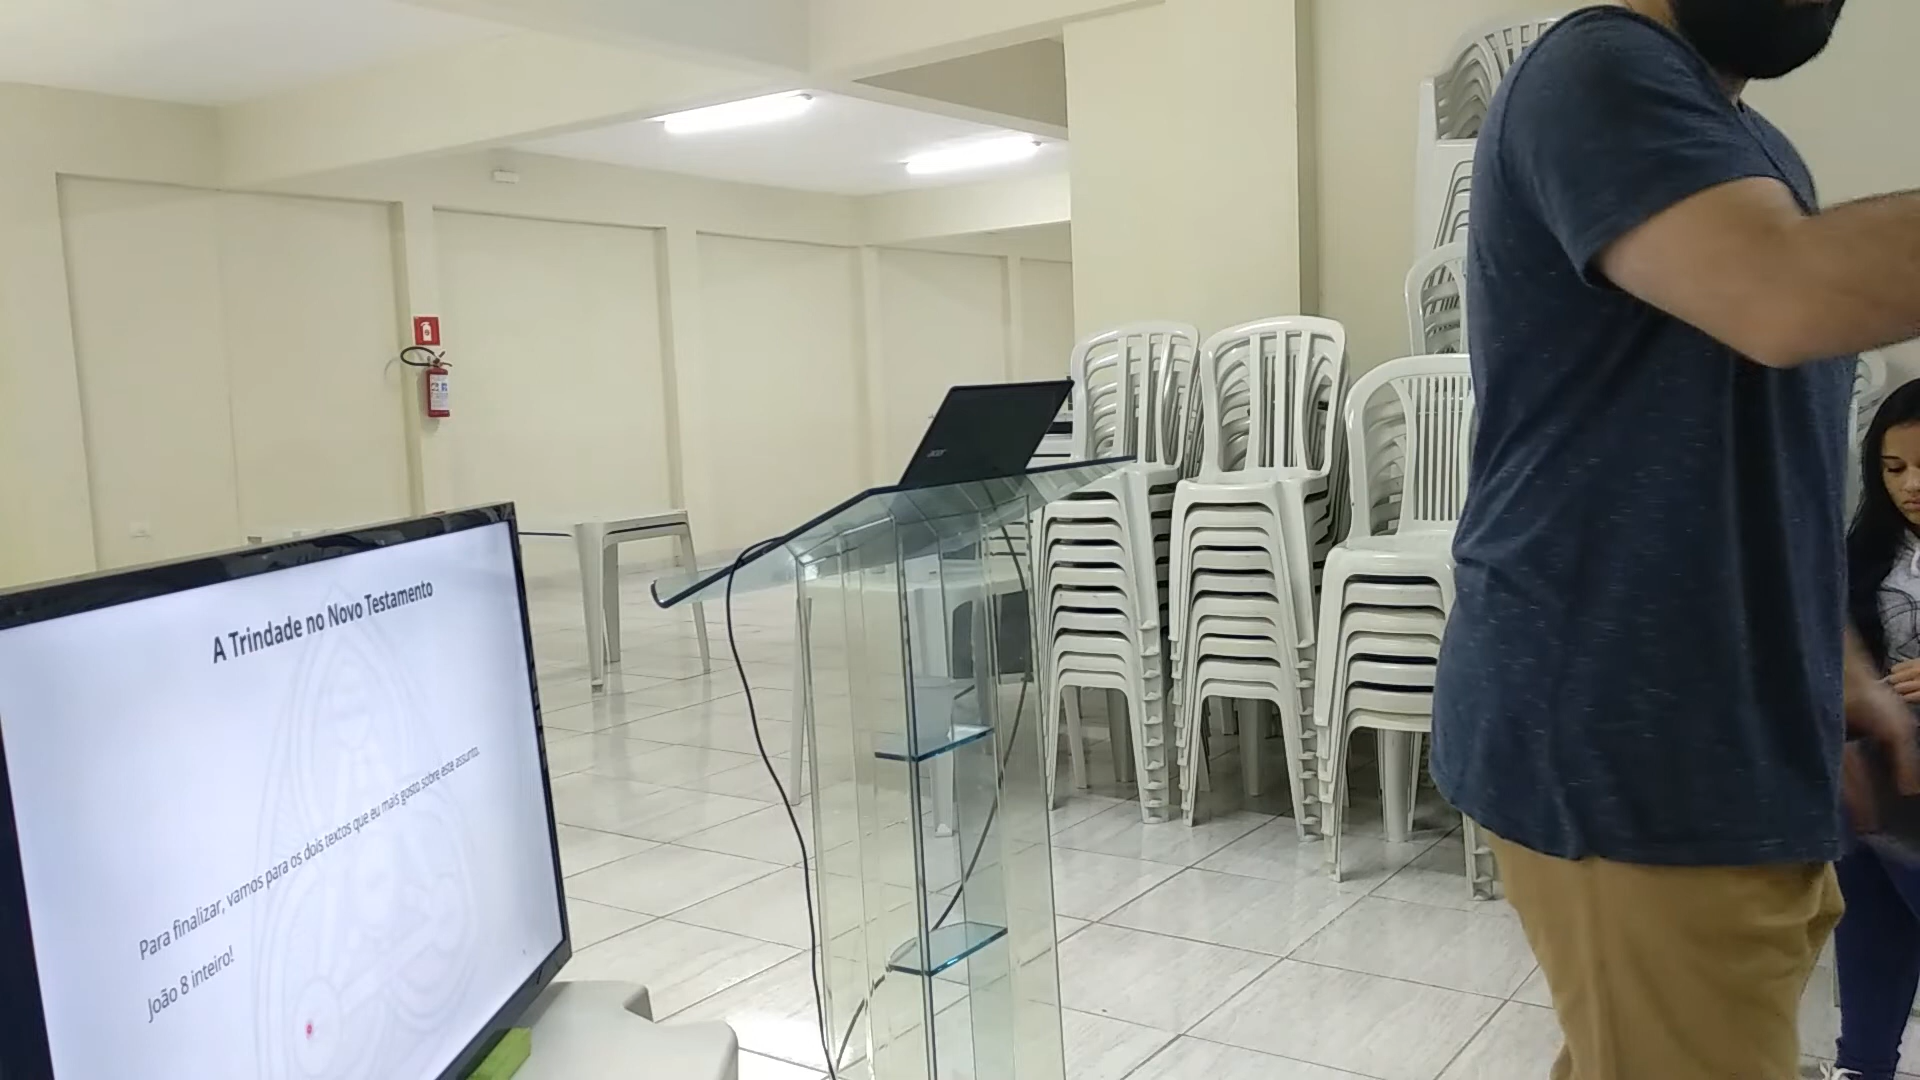 A Trindade no Novo Testamento
Para finalizar, vamos para os dois textos que eu mais gosto sobre este assunto.
João 8 inteiro!
acer